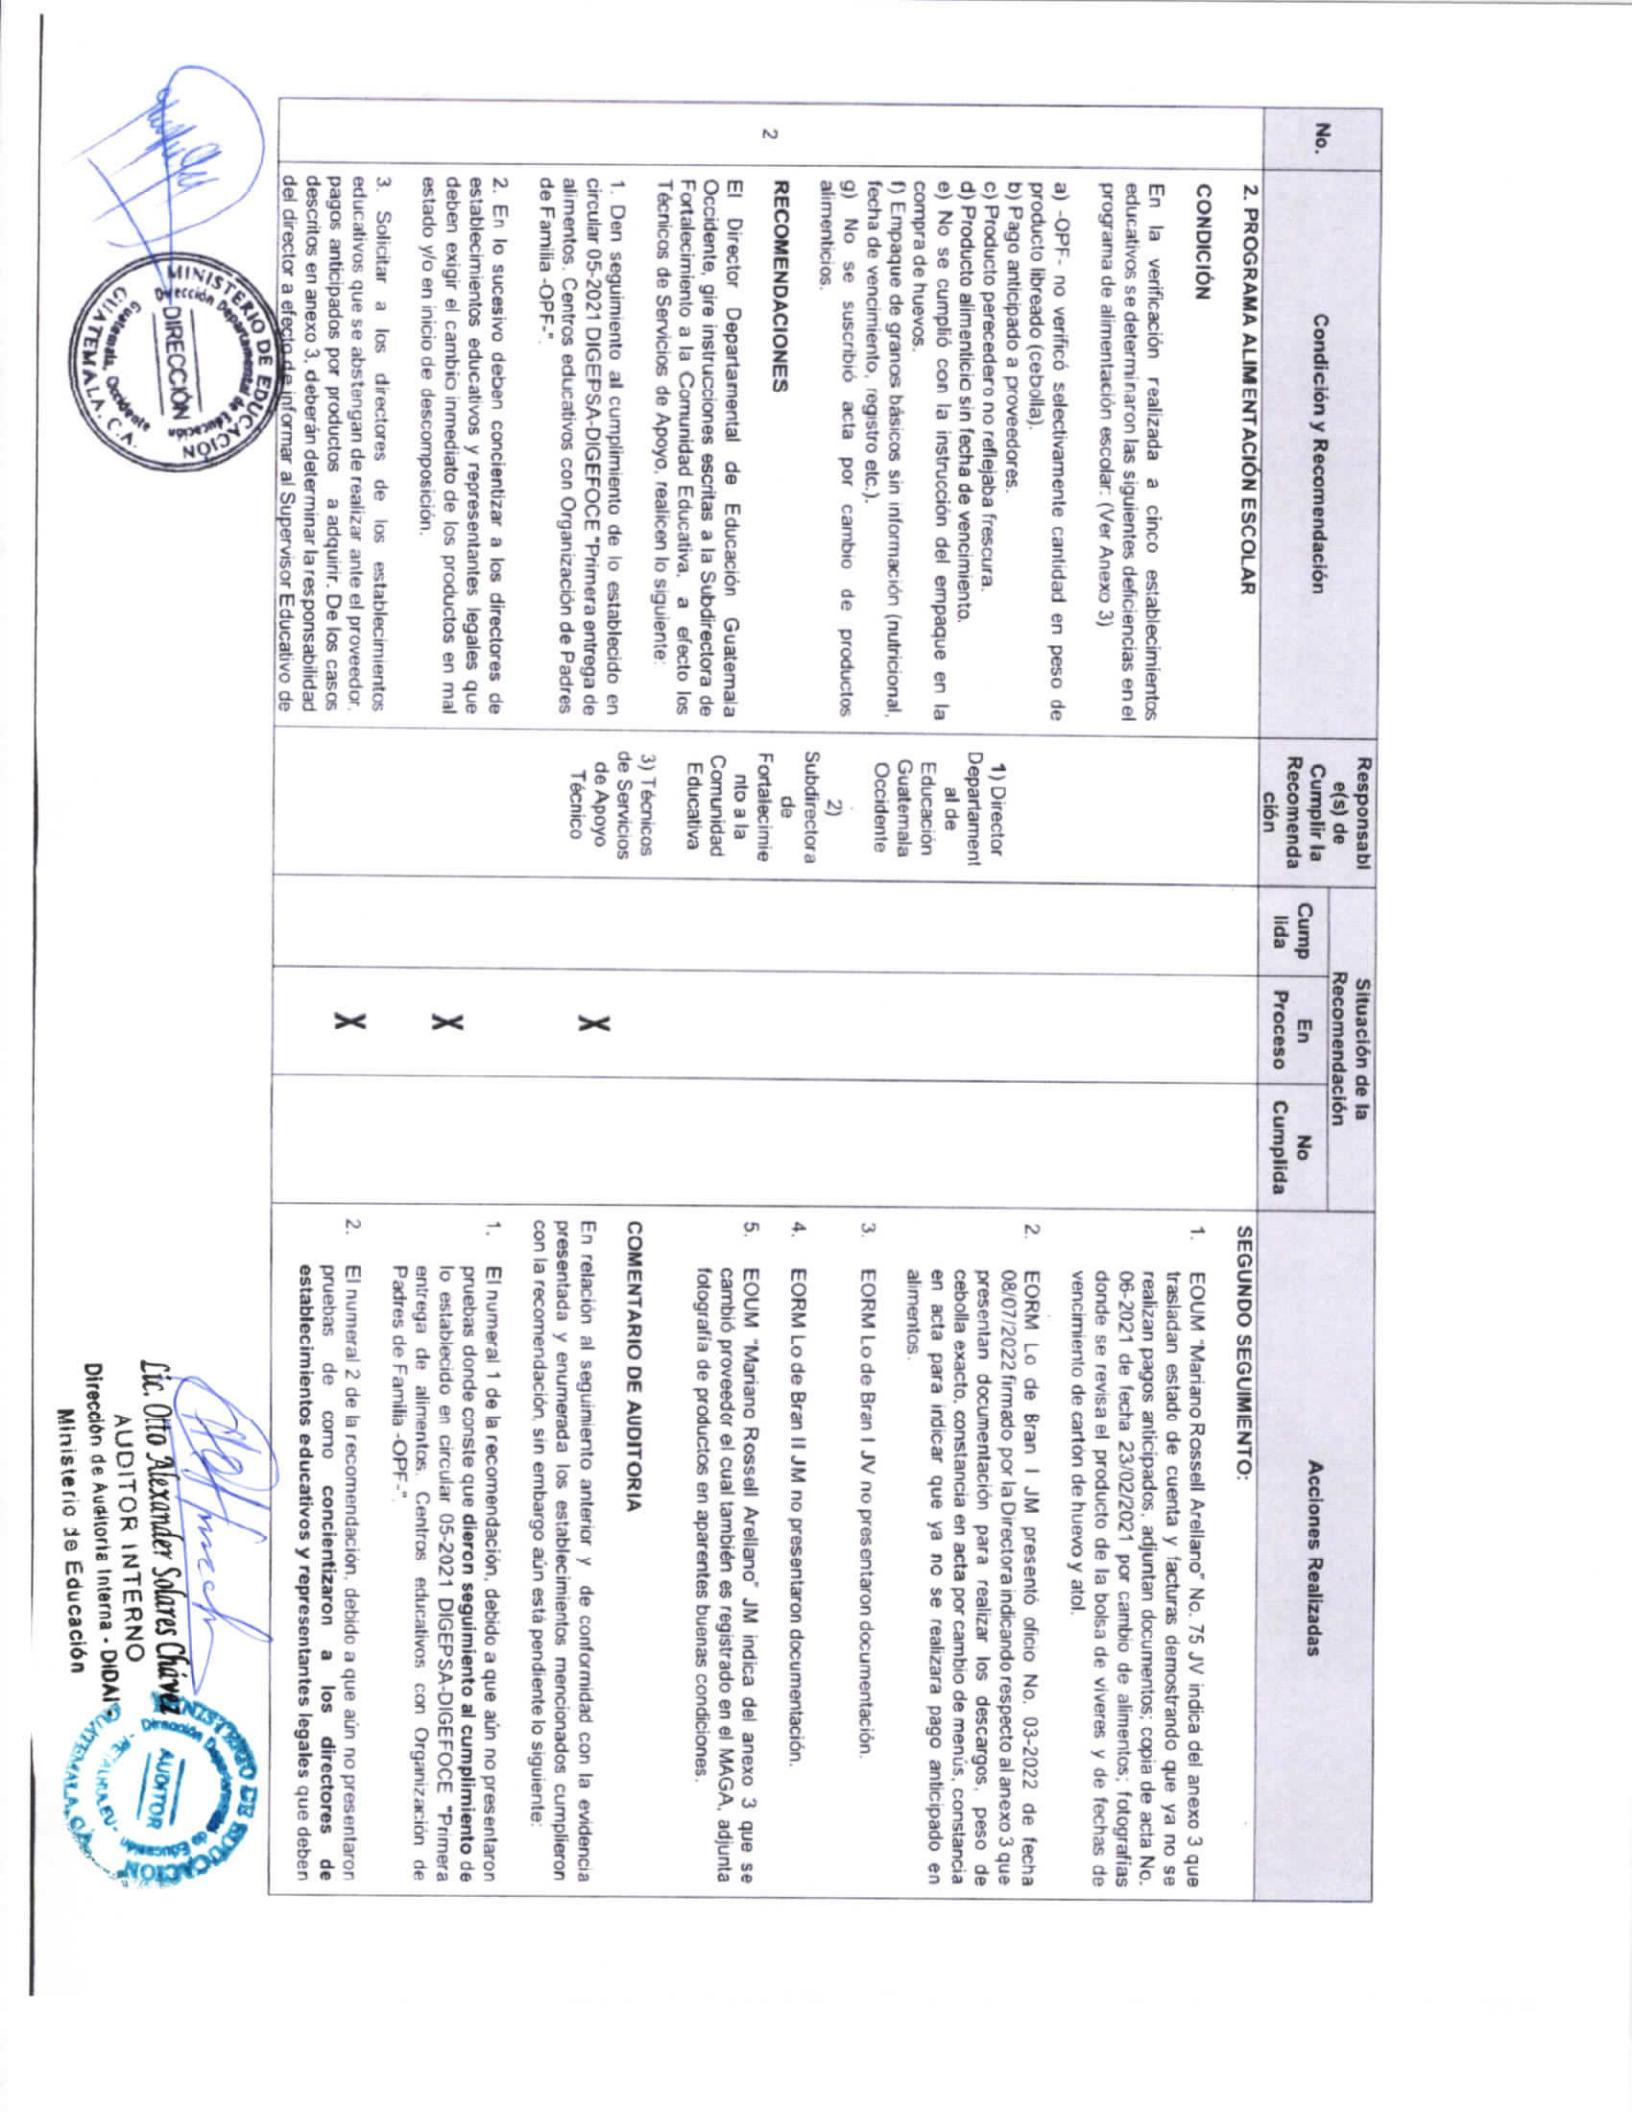 No.
Condición y Recomendación
Responsabl
e(s) de
Cumplir la
Recomenda
ción
Situación de la
Recomendación
Cump
lida
En
Proceso
No
Cumplida
Acciones Realizadas
2
2. PROGRAMA ALIMENTACIÓN ESCOLAR
CONDICIÓN
En la verificación realizada a cinco establecimientos
educativos se determinaron las siguientes deficiencias en el
programa de alimentación escolar: (Ver Anexo 3)
a) -OPF- no verificó selectivamente cantidad en peso de
producto libreado (cebolla).
b) Pago anticipado a proveedores.
c) Producto perecedero no reflejaba frescura.
d) Producto alimenticio sin fecha de vencimiento.
e) No se cumplió con la instrucción del empaque en la
compra de huevos.
f) Empaque de granos básicos sin información (nutricional,
fecha de vencimiento, registro etc.).
g) No se suscribió acta por cambio de productos
alimenticios.
RECOMENDACIONES
El Director Departamental de Educación Guatemala
Occidente, gire instrucciones escritas a la Subdirectora de
Fortalecimiento a la Comunidad Educativa, a efecto los
Técnicos de Servicios de Apoyo, realicen lo siguiente:
1. Den seguimiento al cumplimiento de lo establecido en
circular 05-2021 DIGEPSA-DIGEFOCE "Primera entrega de
alimentos. Centros educativos con Organización de Padres
de Familia -OPF-".
2. En lo sucesivo deben concientizar a los directores de
establecimientos educativos y representantes legales que
deben exigir el cambio inmediato de los productos en mal
estado y/o en inicio de descomposición.
3. Solicitar a los directores de los establecimientos
educativos que se abstengan de realizar ante el proveedor,
pagos anticipados por productos a adquirir. De los casos
descritos en anexo 3, deberán determinar la responsabilidad
del director a efecto de informar al Supervisor Educativo de
1) Director
Departament
al de
Educación
Guatemala
Occidente
2)
Subdirectora
de
Fortalecimie
nto a la
Comunidad
Educativa
3) Técnicos
de Servicios
de Apoyo
Técnico
X
X
X
SEGUNDO SEGUIMIENTO:
1. EOUM "Mariano Rossell Arellano" No. 75 JV indica del anexo 3 que
trasladan estado de cuenta y facturas demostrando que ya no se
realizan pagos anticipados, adjuntan documentos; copia de acta No.
06-2021 de fecha 23/02/2021 por cambio de alimentos; fotografías
donde se revisa el producto de la bolsa de víveres y de fechas de
vencimiento de cartón de huevo y atol.
2. EORM Lo de Bran I JM presentó oficio No. 03-2022 de fecha
08/07/2022 firmado por la Directora indicando respecto al anexo 3 que
presentan documentación para realizar los descargos, peso de
cebolla exacto, constancia en acta por cambio de menús, constancia
en acta para indicar que ya no se realizara pago anticipado en
alimentos.
3. EORM Lo de Bran I JV no presentaron documentación.
4. EORM Lo de Bran II JM no presentaron documentación.
5. EOUM "Mariano Rossell Arellano" JM indica del anexo 3 que se
cambió proveedor el cual también es registrado en el MAGA, adjunta
fotografía de productos en aparentes buenas condiciones.
COMENTARIO DE AUDITORIA
En relación al seguimiento anterior y de conformidad con la evidencia
presentada y enumerada los establecimientos mencionados cumplieron
con la recomendación, sin embargo aún está pendiente lo siguiente:
1. El numeral 1 de la recomendación, debido a que aún no presentaron
pruebas donde conste que dieron seguimiento al cumplimiento de
lo establecido en circular 05-2021 DIGEPSA-DIGEFOCE "Primera
entrega de alimentos. Centros educativos con Organización de
Padres de Familia -OPF-"
2. El numeral 2 de la recomendación, debido a que aún no presentaron
pruebas de como concientizaron a los directores de
establecimientos educativos y representantes legales que deben
MINISTERIO DE EDUCACIÓN
Dirección Departamental de Educación
DIRECCIÓN
Guatemala, Occidente
GUATEMALA, C.A.
Lic. Otto Alexander Solares Chávez
AUDITOR INTERNO
Dirección de Auditoría Interna - DIDAI
Ministerio de Educación
MINISTERIO DE EDUCACIÓN
Dirección Departamental de Educación
AUDITOR
GUATEMALA, C.A.